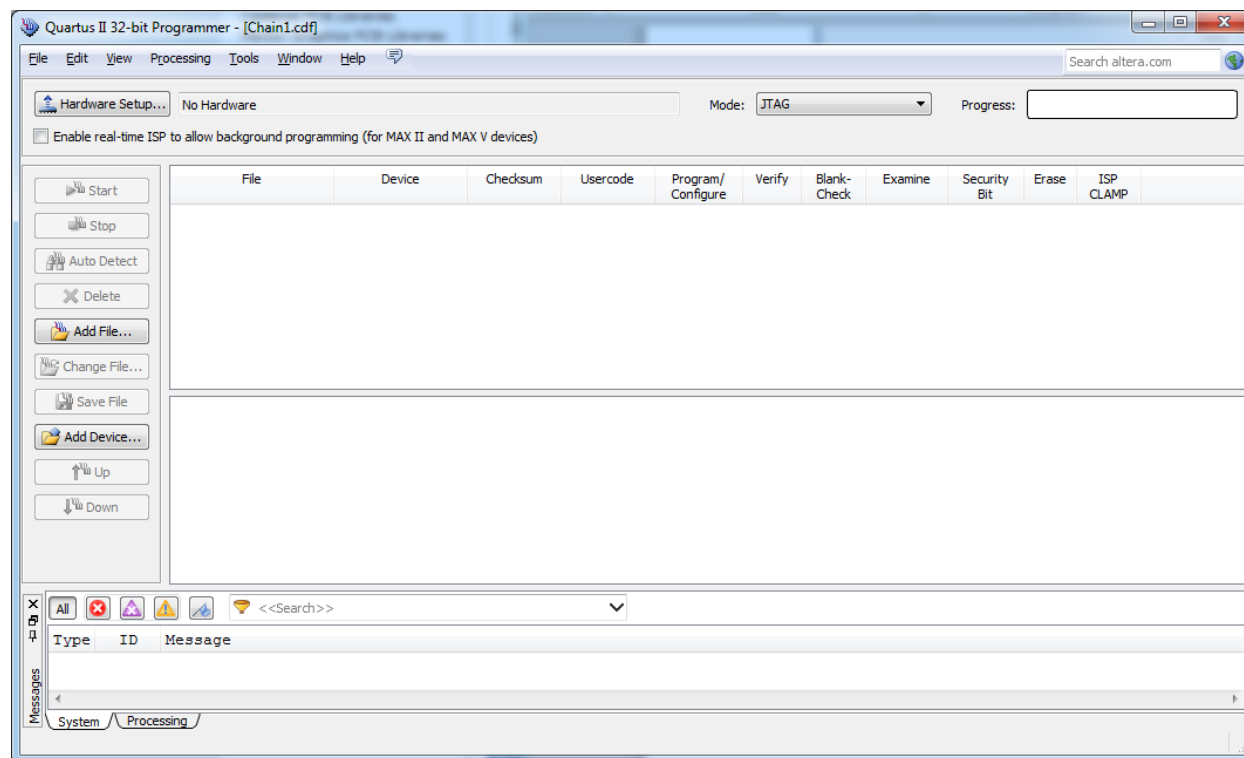 Quartus II 32-bit Programmer - [Chain1.cdf]
File Edit View Processing Tools Window Help
Search altera.com
Hardware Setup... No Hardware Mode: JTAG Progress:
Enable real-time ISP to allow background programming (for MAX II and MAX V devices)
File Device Checksum Usercode Program/ Configure Verify Blank- Check Examine Security Bit Erase ISP CLAMP
Start
Stop
Auto Detect
Delete
Add File...
Change File...
Save File
Add Device...
Up
Down
All <<Search>>
Type ID Message
Messages
System Processing